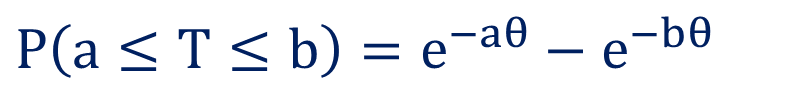 P(a ≤ T ≤ b) = e⁻ᵃᶿ − e⁻ᵇᶿ